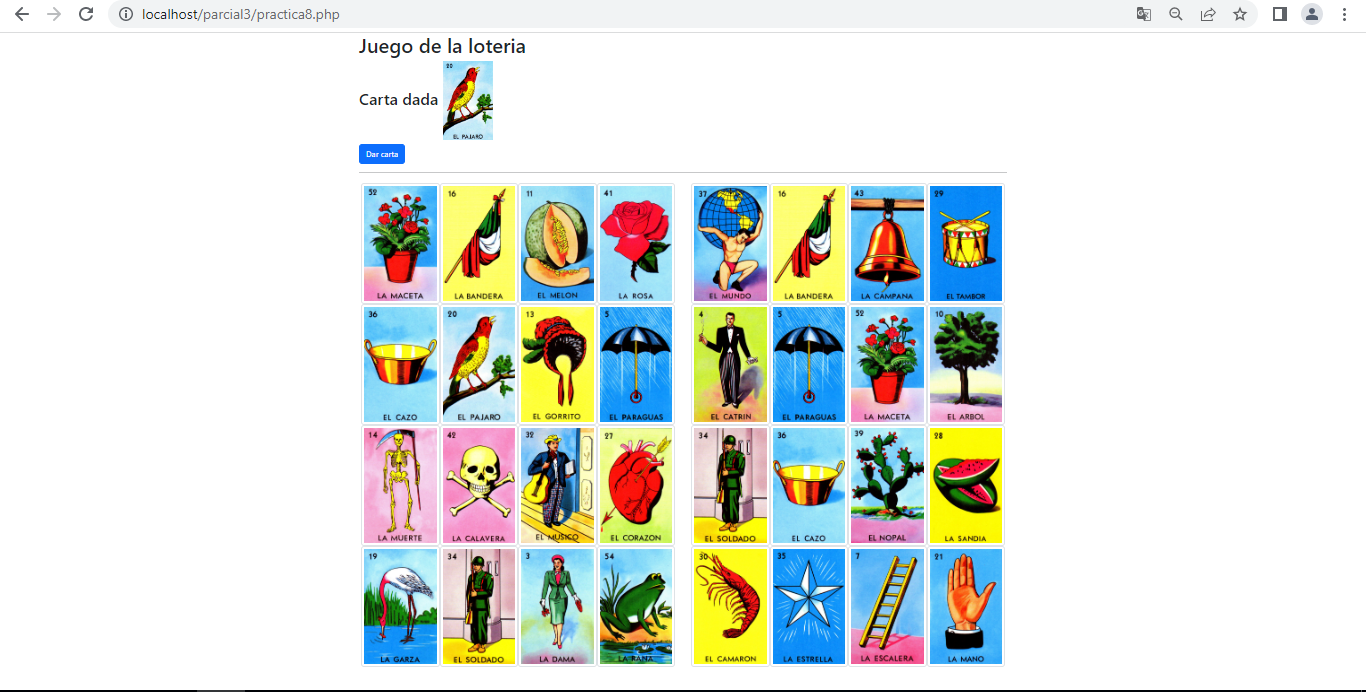 localhost/parcial3/practica8.php
Juego de la loteria
Carta dada
20
EL PAJARO
Dar carta
52 16 11 41
LA MACETA LA BANDERA EL MELON LA ROSA
36 20 13 5
EL CAZO EL PAJARO EL GORRITO EL PARAGUAS
14 42 32 27
LA MUERTE LA CALAVERA EL MUSICO EL CORAZON
19 34 3 54
LA GARZA EL SOLDADO LA DAMA LA RANA
37 16 43 29
EL MUNDO LA BANDERA LA CAMPANA EL TAMBOR
4 5 52 10
EL CATRIN EL PARAGUAS LA MACETA EL ARBOL
34 36 39 28
EL SOLDADO EL CAZO EL NOPAL LA SANDIA
30 35 7 21
EL CAMARON LA ESTRELLA LA ESCALERA LA MANO